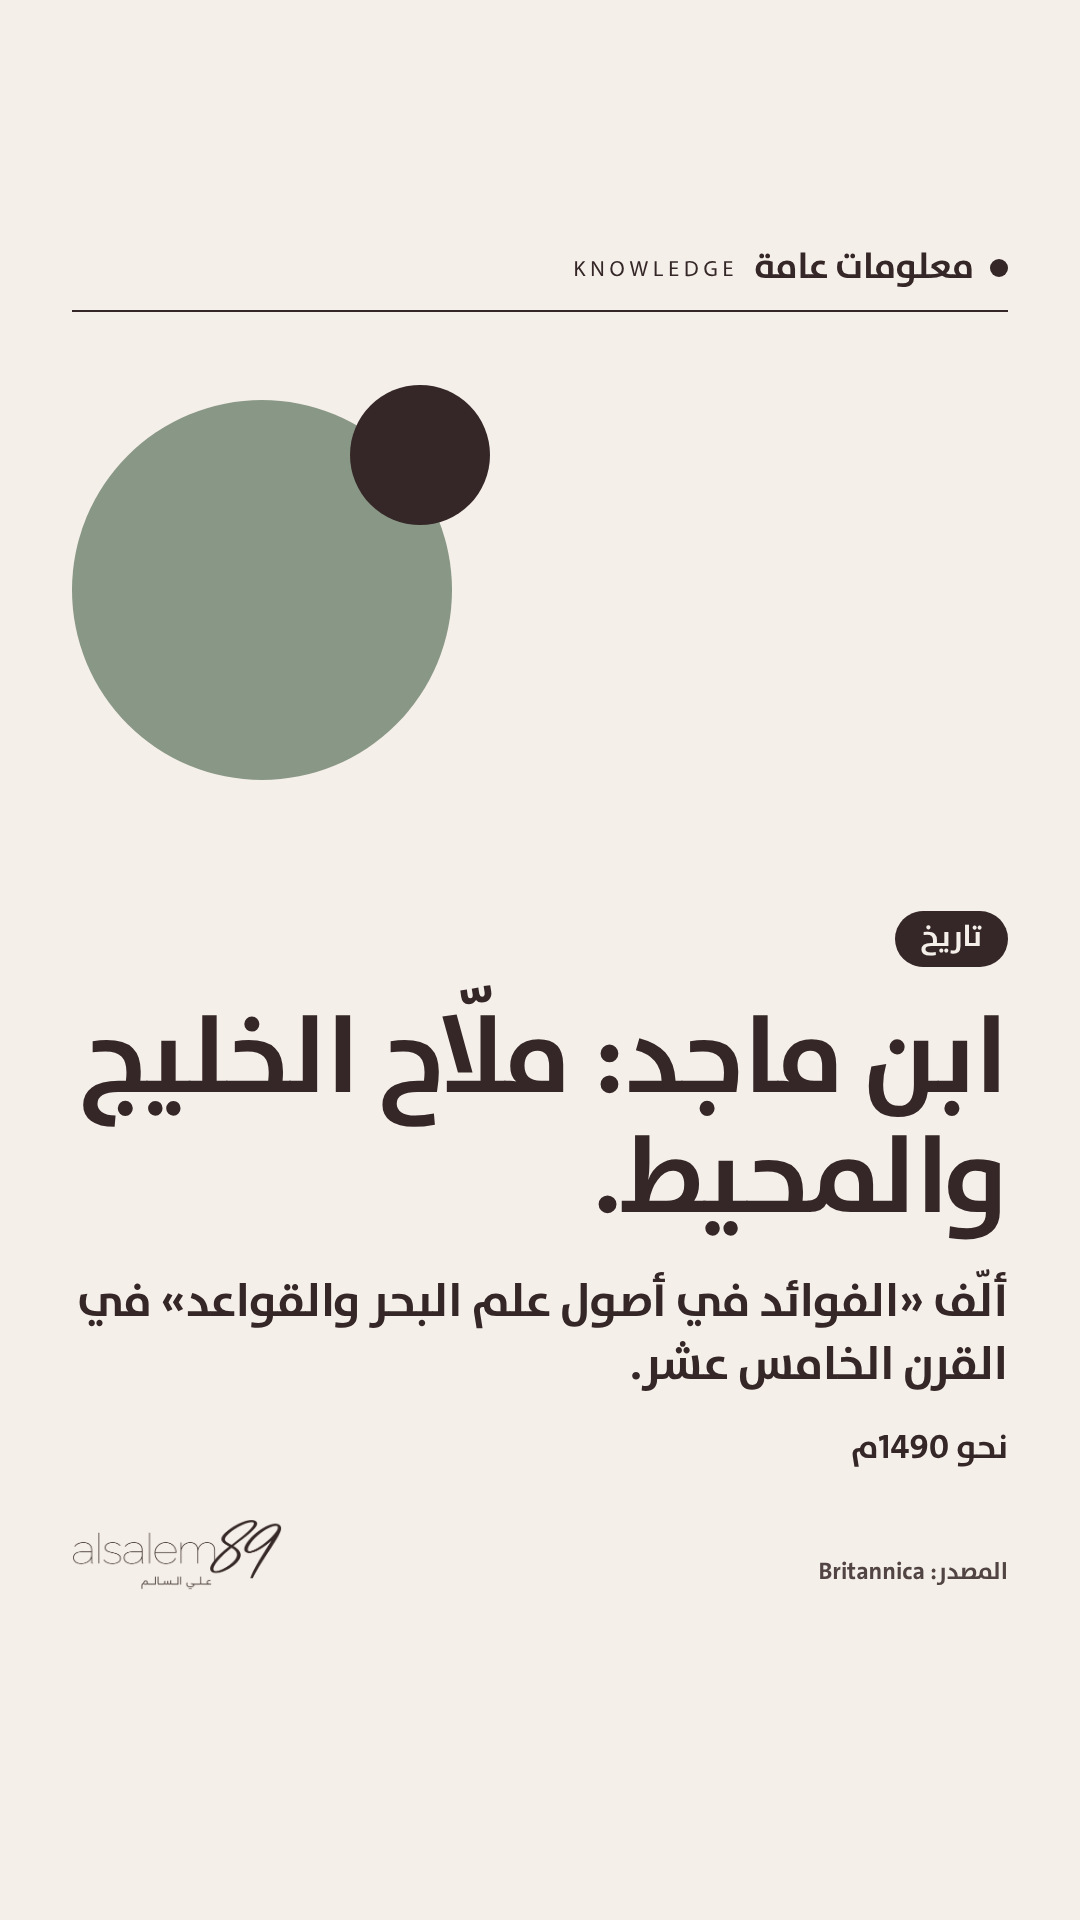 معلومات عامة KNOWLEDGE
تاريخ
ابن ماجد: ملّاح الخليج
والمحيط.
ألّف «الفوائد في أصول علم البحر والقواعد» في
القرن الخامس عشر.
نحو 1490م
المصدر: Britannica
alsalem89
علي السالم